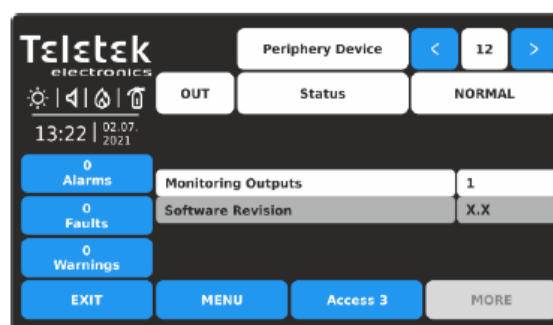 Teletek
electronics
Periphery Device
<
12
>
OUT
Status
NORMAL
13:22
02.07.
2021
0
Alarms
Monitoring Outputs
1
0
Faults
Software Revision
X.X
0
Warnings
EXIT
MENU
Access 3
MORE